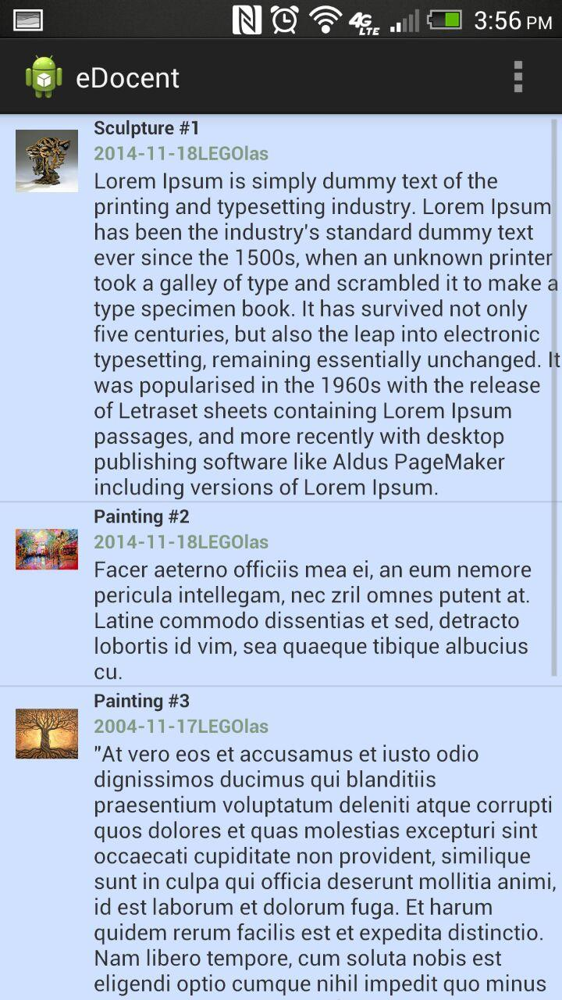 4G LTE 3:56 PM
eDocent
Sculpture #1
2014-11-18LEGOlas
Lorem Ipsum is simply dummy text of the
printing and typesetting industry. Lorem Ipsum
has been the industry's standard dummy text
ever since the 1500s, when an unknown printer
took a galley of type and scrambled it to make a
type specimen book. It has survived not only
five centuries, but also the leap into electronic
typesetting, remaining essentially unchanged. It
was popularised in the 1960s with the release
of Letraset sheets containing Lorem Ipsum
passages, and more recently with desktop
publishing software like Aldus PageMaker
including versions of Lorem Ipsum.
Painting #2
2014-11-18LEGOlas
Facer aeterno officiis mea ei, an eum nemore
pericula intellegam, nec zril omnes putent at.
Latine commodo dissentias et sed, detracto
lobortis id vim, sea quaeque tibique albucius
cu.
Painting #3
2004-11-17LEGOlas
"At vero eos et accusamus et iusto odio
dignissimos ducimus qui blanditiis
praesentium voluptatum deleniti atque corrupti
quos dolores et quas molestias excepturi sint
occaecati cupiditate non provident, similique
sunt in culpa qui officia deserunt mollitia animi,
id est laborum et dolorum fuga. Et harum
quidem rerum facilis est et expedita distinctio.
Nam libero tempore, cum soluta nobis est
eligendi optio cumque nihil impedit quo minus